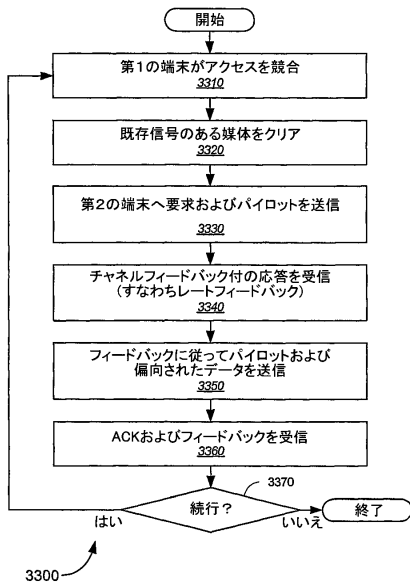 開始
第1の端末がアクセスを競合
3310
既存信号のある媒体をクリア
3320
第2の端末へ要求およびパイロットを送信
3330
チャネルフィードバック付の応答を受信
(すなわちレートフィードバック)
3340
フィードバックに従ってパイロットおよび
偏向されたデータを送信
3350
ACKおよびフィードバックを受信
3360
3370
続行?
はい
いいえ
終了
3300